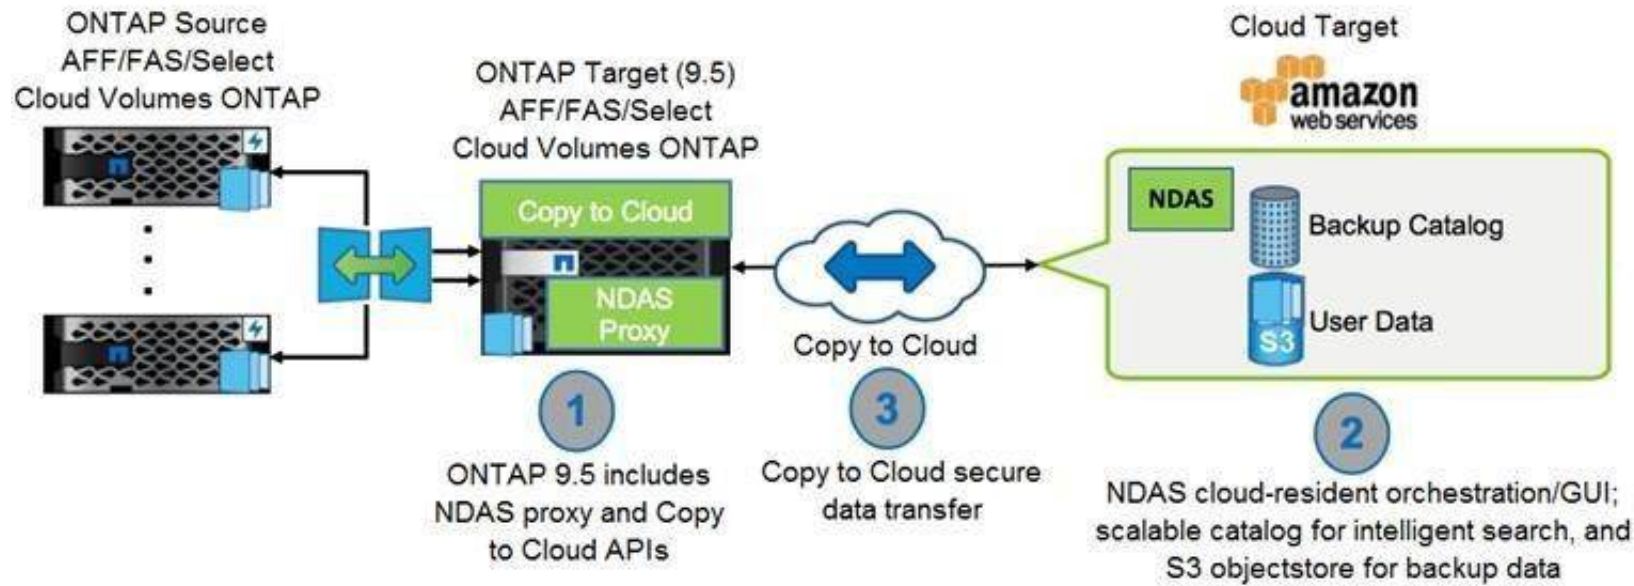 ONTAP Source
AFF/FAS/Select
Cloud Volumes ONTAP
ONTAP Target (9.5)
AFF/FAS/Select
Cloud Volumes ONTAP
Copy to Cloud
NDAS
Proxy
1
ONTAP 9.5 includes
NDAS proxy and Copy
to Cloud APIs
Copy to Cloud
3
Copy to Cloud secure
data transfer
Cloud Target
amazon
web services
NDAS
Backup Catalog
User Data
S3
2
NDAS cloud-resident orchestration/GUI;
scalable catalog for intelligent search, and
S3 objectstore for backup data